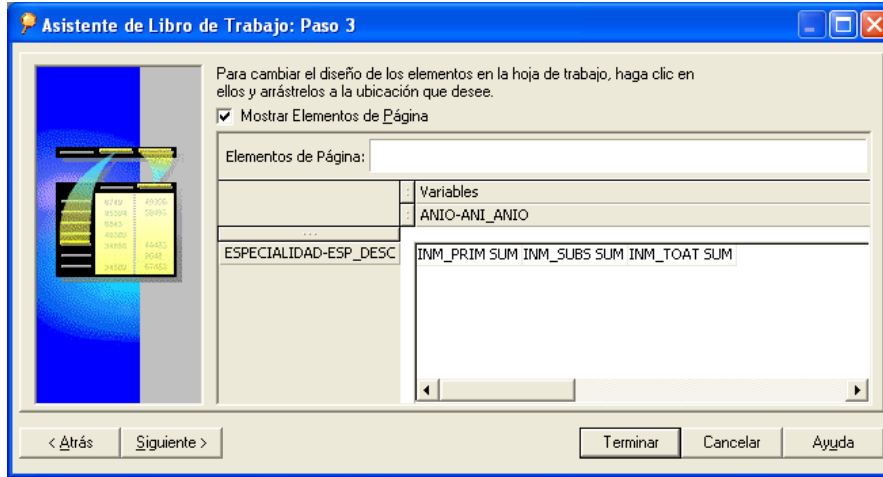 Asistente de Libro de Trabajo: Paso 3
Para cambiar el diseño de los elementos en la hoja de trabajo, haga clic en
ellos y arrástrelos a la ubicación que desee.
Mostrar Elementos de Página
Elementos de Página:
Variables
ANIO-ANI_ANIO
...
ESPECIALIDAD-ESP_DESC
INM_PRIM SUM INM_SUBS SUM INM_TOAT SUM
< Atrás Siguiente > Terminar Cancelar Ayuda